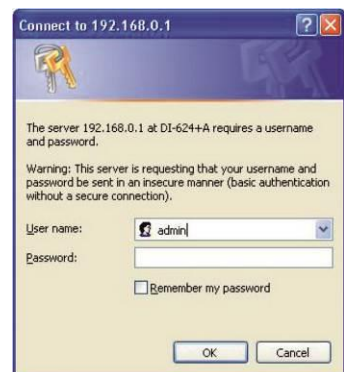 Connect to 192.168.0.1
The server 192.168.0.1 at DI-624+A requires a username
and password.
Warning: This server is requesting that your username and
password be sent in an insecure manner (basic authentication
without a secure connection).
User name:
admin
Password:
Remember my password
OK
Cancel